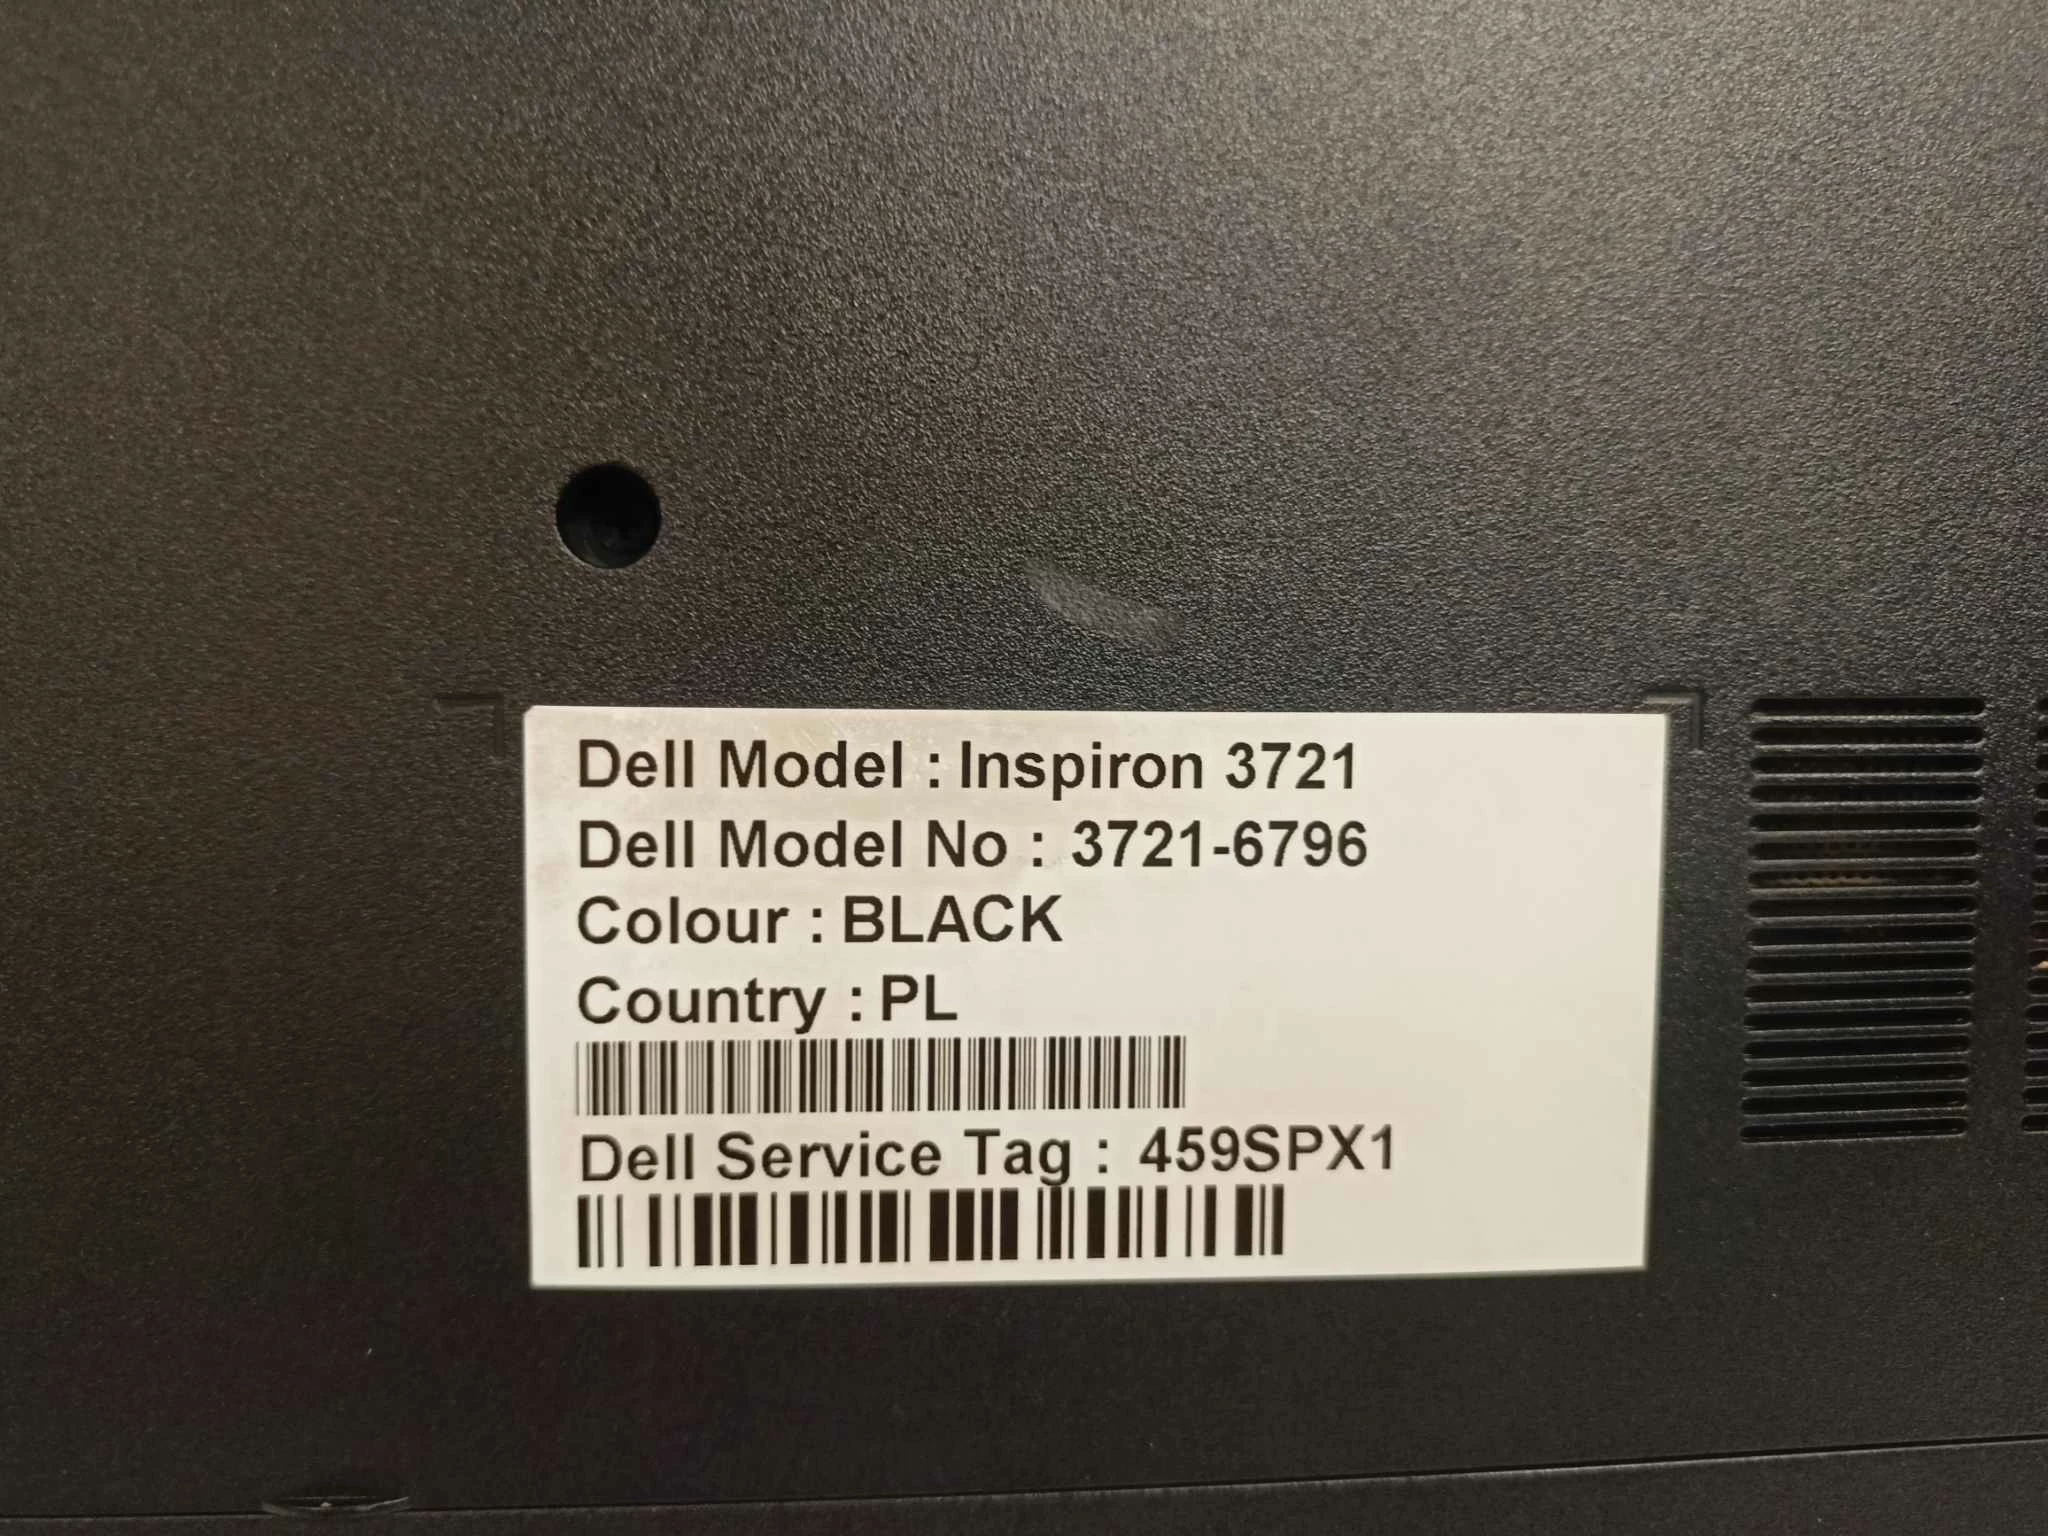 Dell Model : Inspiron 3721
Dell Model No : 3721-6796
Colour : BLACK
Country : PL
Dell Service Tag : 459SPX1